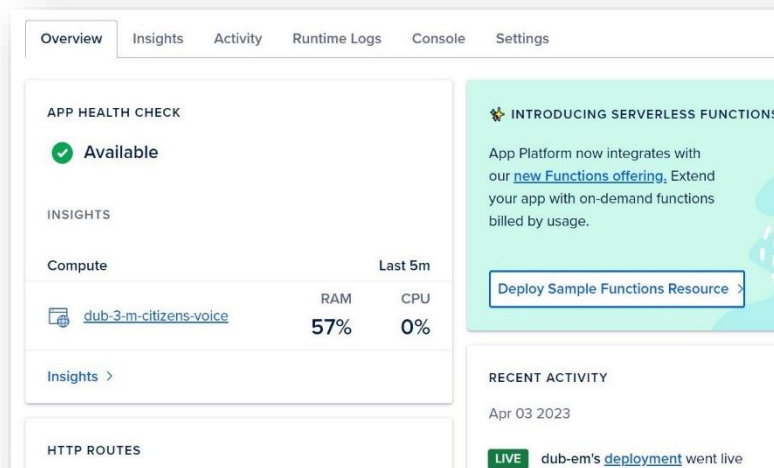 Overview Insights Activity Runtime Logs Console Settings
APP HEALTH CHECK
Available
INSIGHTS
Compute Last 5m
dub-3-m-citizens-voice
RAM CPU
57% 0%
Insights >
HTTP ROUTES
INTRODUCING SERVERLESS FUNCTIONS
App Platform now integrates with
our new Functions offering. Extend
your app with on-demand functions
billed by usage.
Deploy Sample Functions Resource >
RECENT ACTIVITY
Apr 03 2023
LIVE dub-em's deployment went live